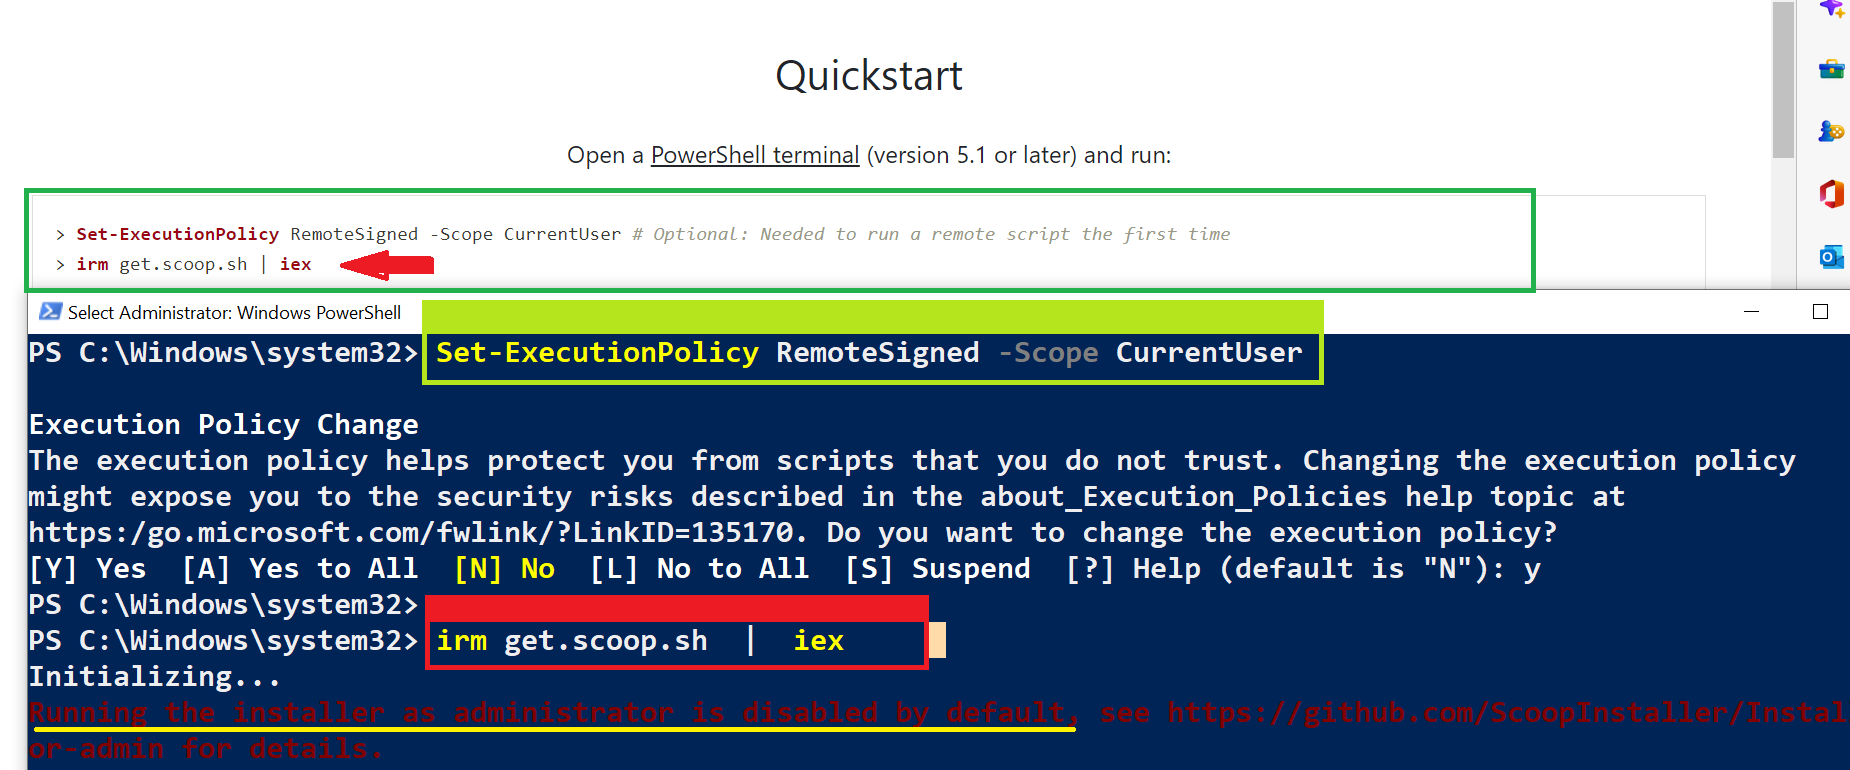 Quickstart
Open a PowerShell terminal (version 5.1 or later) and run:
> Set-ExecutionPolicy RemoteSigned -Scope CurrentUser # Optional: Needed to run a remote script the first time
> irm get.scoop.sh | iex
Select Administrator: Windows PowerShell
PS C:\Windows\system32> Set-ExecutionPolicy RemoteSigned -Scope CurrentUser
Execution Policy Change
The execution policy helps protect you from scripts that you do not trust. Changing the execution policy
might expose you to the security risks described in the about_Execution_Policies help topic at
https:/go.microsoft.com/fwlink/?LinkID=135170. Do you want to change the execution policy?
[Y] Yes  [A] Yes to All  [N] No  [L] No to All  [S] Suspend  [?] Help (default is "N"): y
PS C:\Windows\system32>
PS C:\Windows\system32> irm get.scoop.sh  |  iex
Initializing...
Running the installer as administrator is disabled by default, see https://github.com/ScoopInstaller/Instal
or-admin for details.